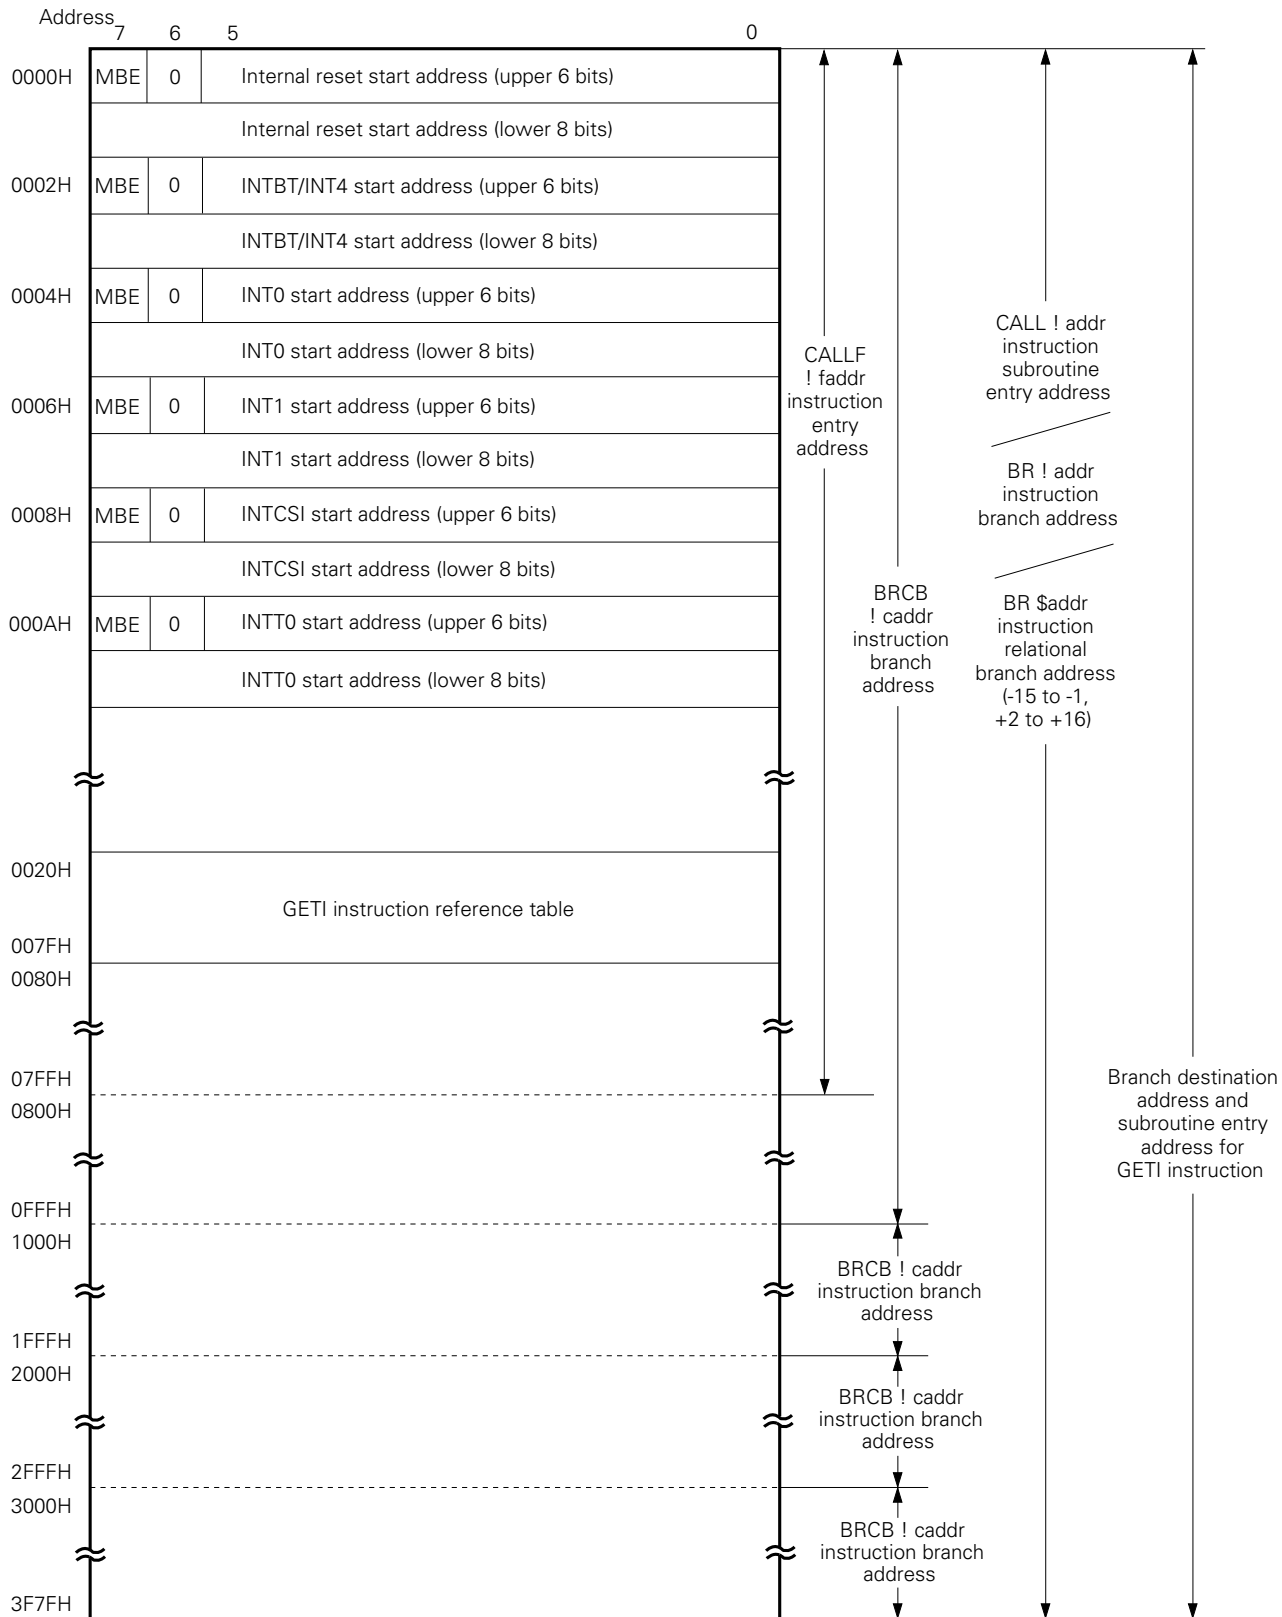 Address
7 6 5 0
0000H MBE 0 Internal reset start address (upper 6 bits)
Internal reset start address (lower 8 bits)
0002H MBE 0 INTBT/INT4 start address (upper 6 bits)
INTBT/INT4 start address (lower 8 bits)
0004H MBE 0 INT0 start address (upper 6 bits)
INT0 start address (lower 8 bits)
0006H MBE 0 INT1 start address (upper 6 bits)
INT1 start address (lower 8 bits)
0008H MBE 0 INTCSI start address (upper 6 bits)
INTCSI start address (lower 8 bits)
000AH MBE 0 INTT0 start address (upper 6 bits)
INTT0 start address (lower 8 bits)
0020H
GETI instruction reference table
007FH
0080H
07FFH
0800H
0FFFH
1000H
1FFFH
2000H
2FFFH
3000H
3F7FH
CALLF
! faddr
instruction
entry
address
BRCB
! caddr
instruction
branch
address
BRCB ! caddr
instruction branch
address
BRCB ! caddr
instruction branch
address
BRCB ! caddr
instruction branch
address
CALL ! addr
instruction
subroutine
entry address
BR ! addr
instruction
branch address
BR $addr
instruction
relational
branch address
(-15 to -1,
+2 to +16)
Branch destination
address and
subroutine entry
address for
GETI instruction